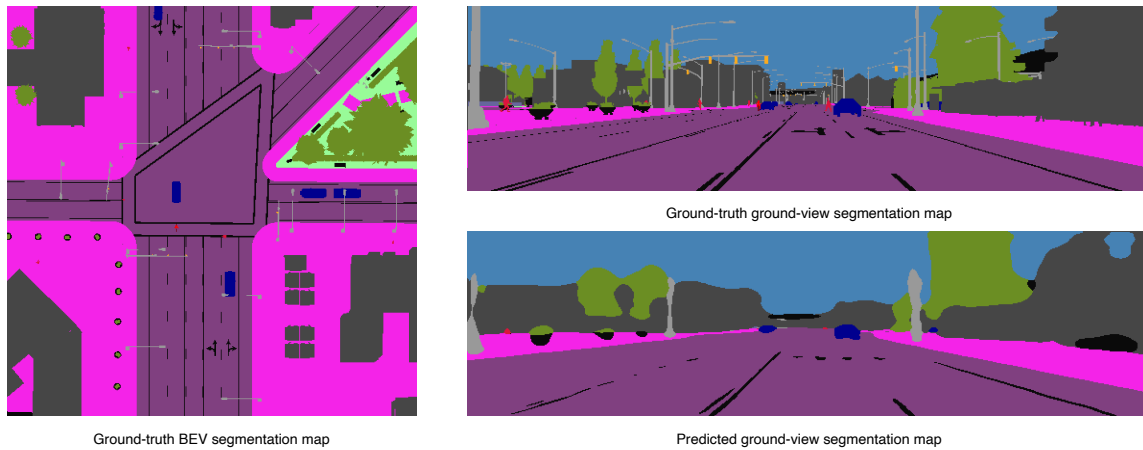 Ground-truth ground-view segmentation map
Ground-truth BEV segmentation map
Predicted ground-view segmentation map